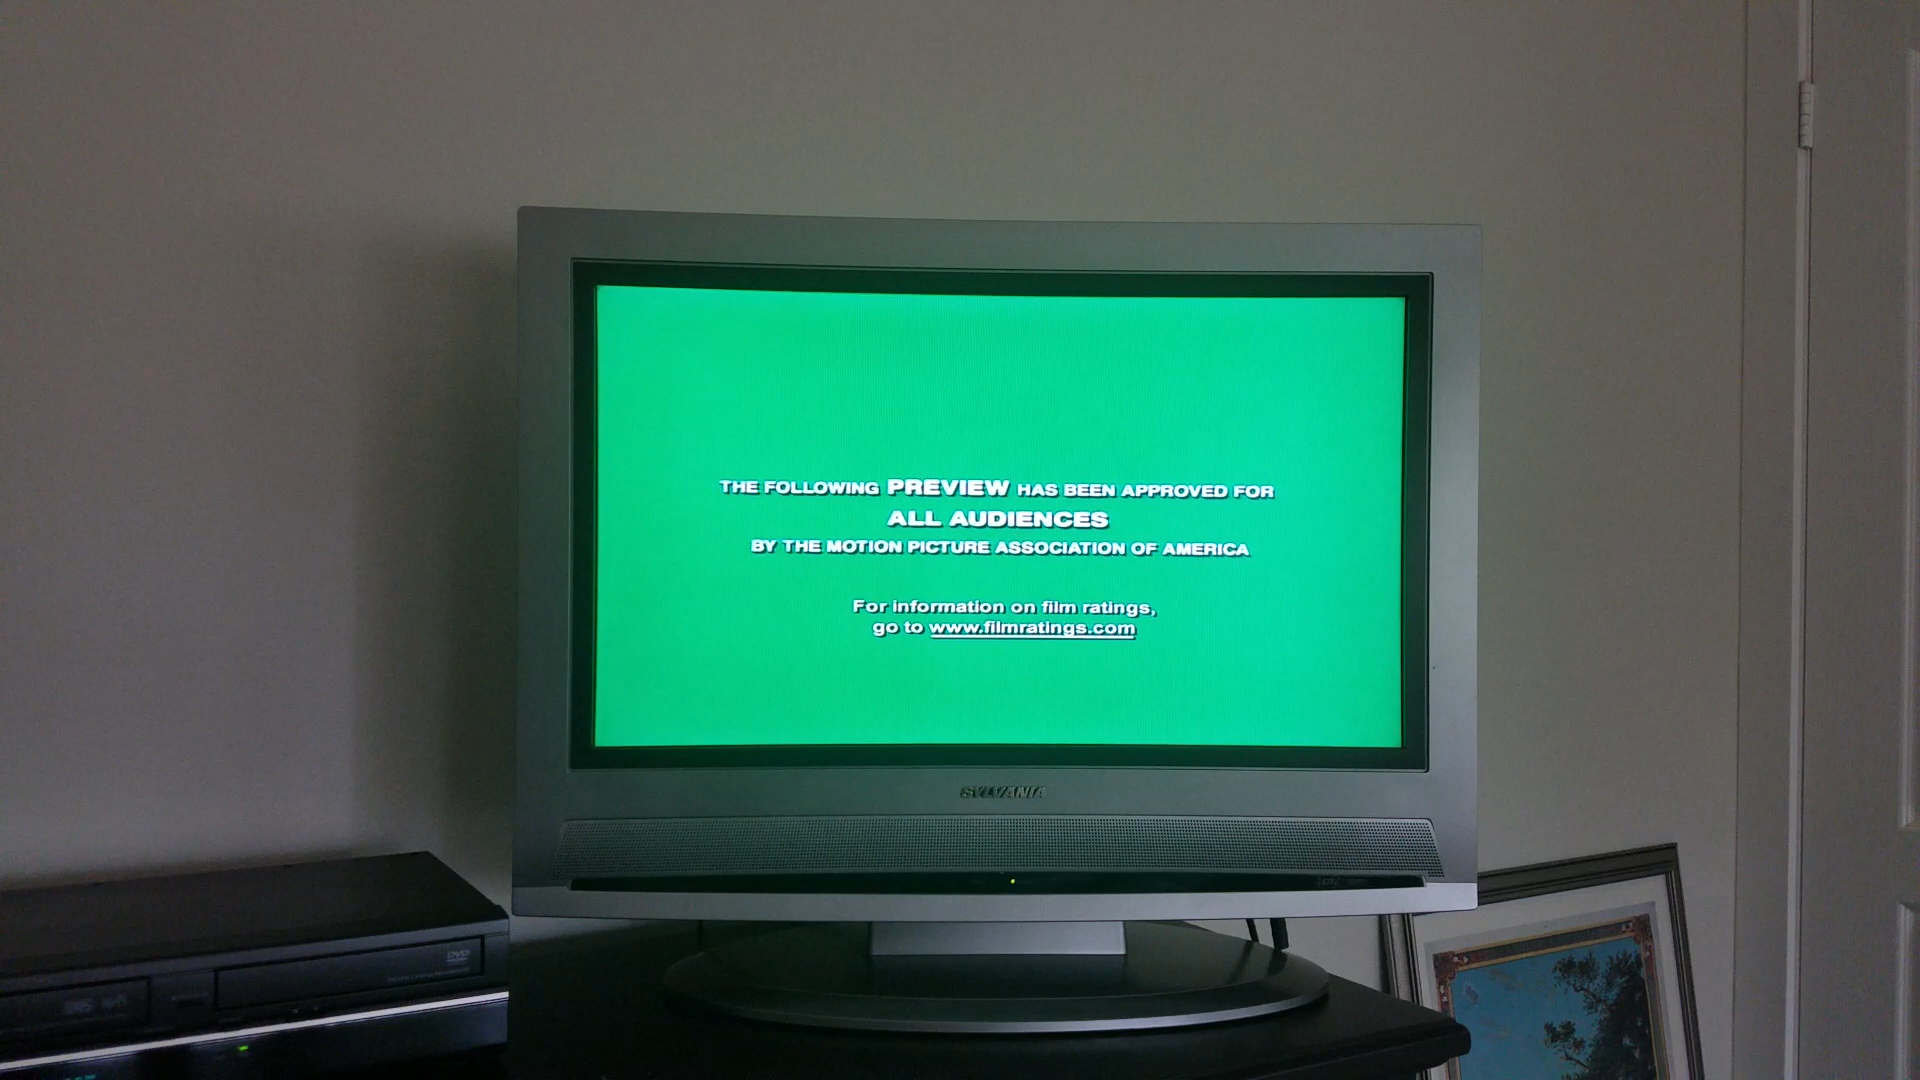 THE FOLLOWING PREVIEW HAS BEEN APPROVED FOR
ALL AUDIENCES
BY THE MOTION PICTURE ASSOCIATION OF AMERICA
For information on film ratings,
go to www.filmratings.com
SYLVANIA
DVD